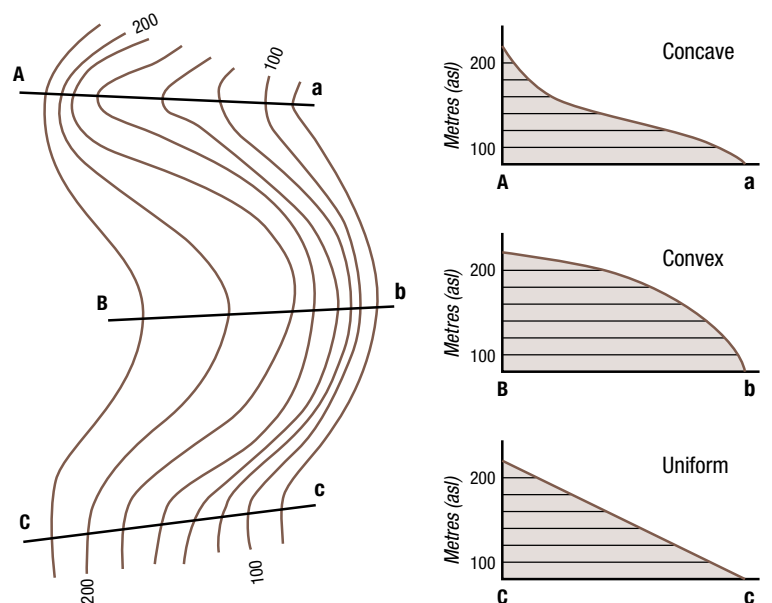 200
100
A
a
B
b
C
c
200
100
Concave
Metres (asl)
200
100
A
a
Convex
Metres (asl)
200
100
B
b
Uniform
Metres (asl)
200
100
C
c